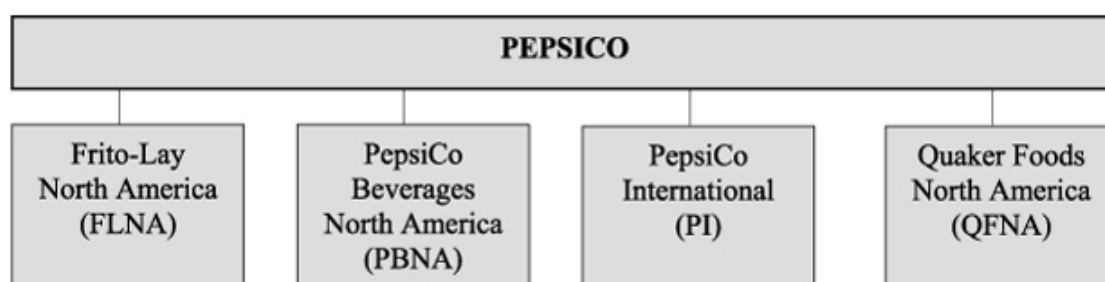 PEPSICO
Frito-Lay
North America
(FLNA)
PepsiCo
Beverages
North America
(PBNA)
PepsiCo
International
(PI)
Quaker Foods
North America
(QFNA)